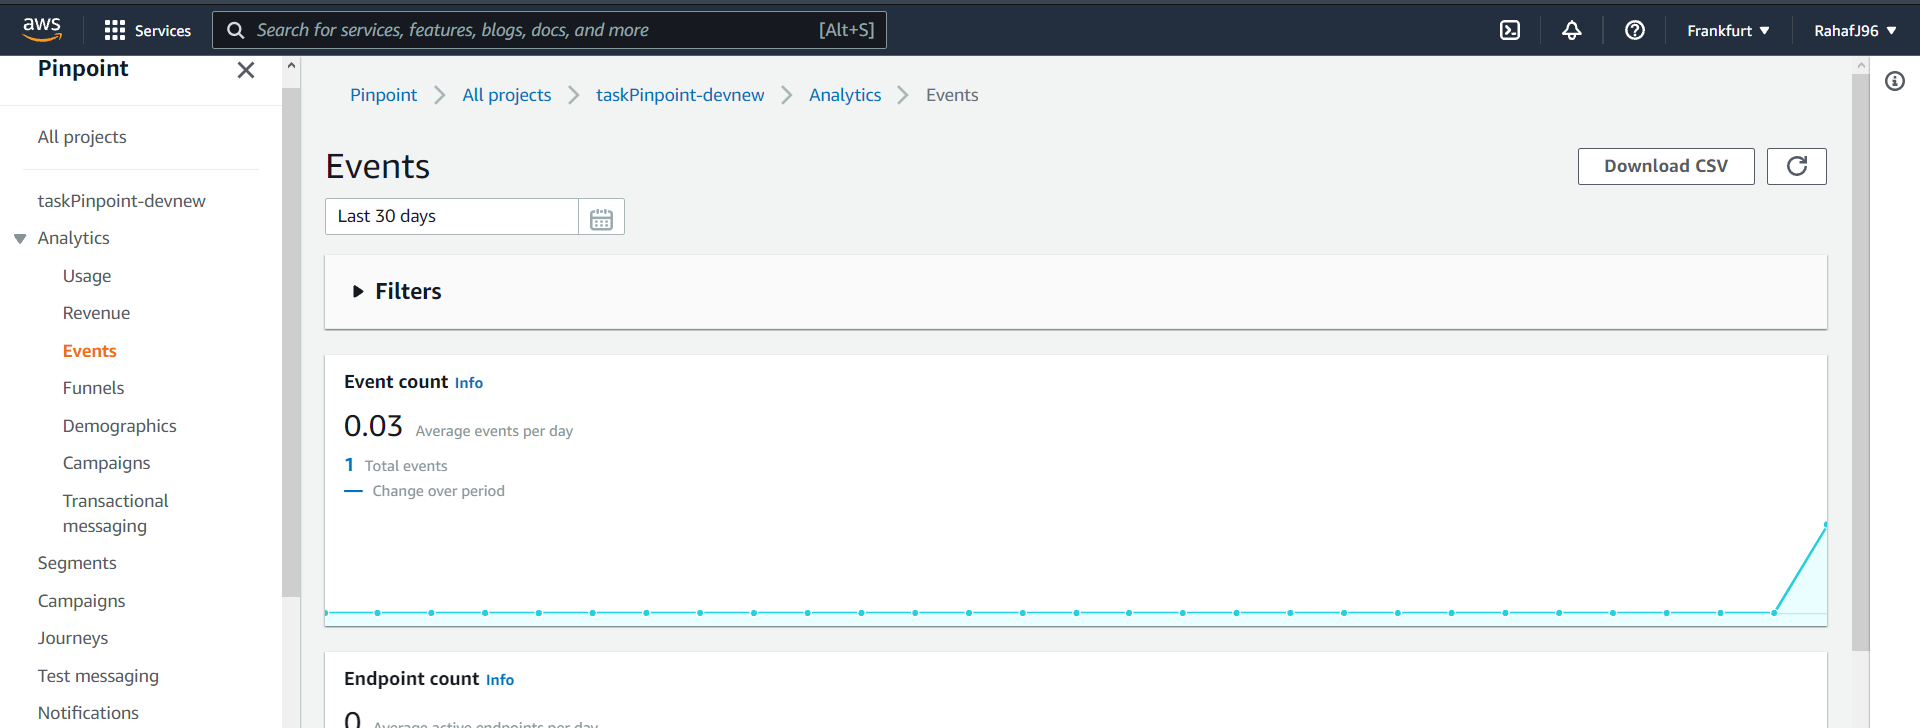 aws
Services
Search for services, features, blogs, docs, and more
[Alt+S]
Frankfurt
RahafJ96
Pinpoint
All projects
taskPinpoint-devnew
Analytics
Usage
Revenue
Events
Funnels
Demographics
Campaigns
Transactional
messaging
Segments
Campaigns
Journeys
Test messaging
Notifications
Pinpoint
All projects
taskPinpoint-devnew
Analytics
Events
Events
Download CSV
Last 30 days
Filters
Event count Info
0.03 Average events per day
1 Total events
Change over period
Endpoint count Info
0 Average active endpoints per day